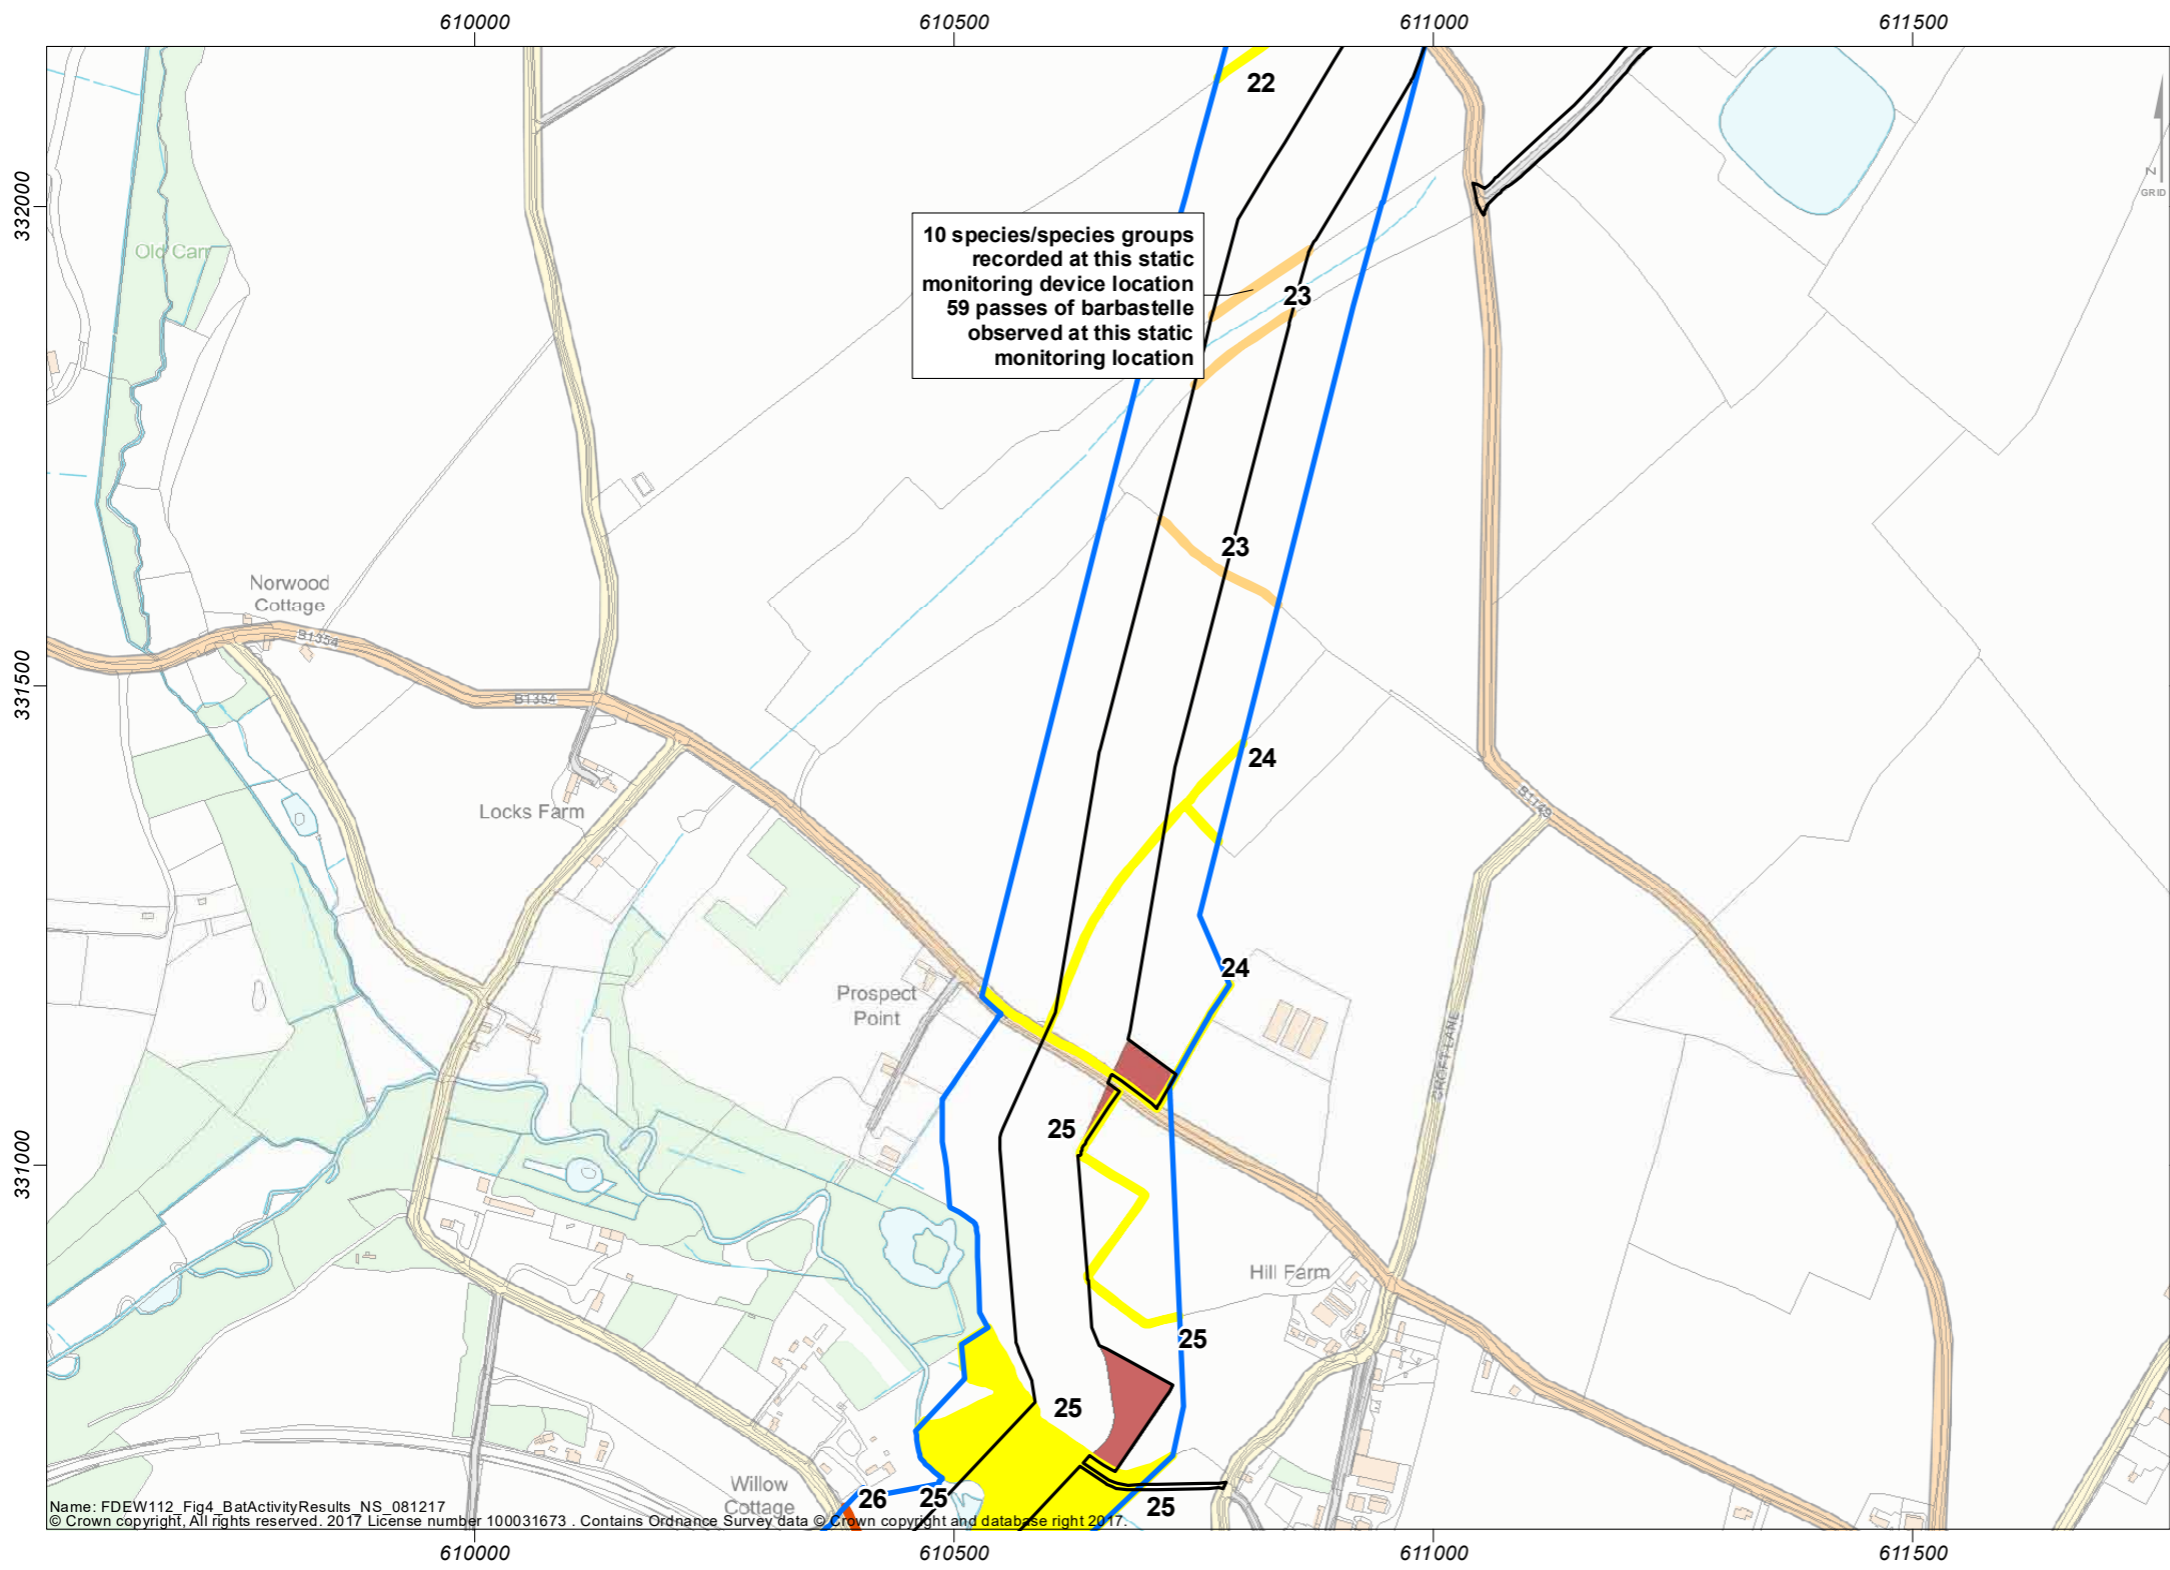 610000
610500
611000
611500
22
332000
N
GRID
Old Carr
10 species/species groups
recorded at this static
monitoring device location
59 passes of barbastelle
observed at this static
monitoring location
23
23
Norwood
Cottage
B1354
B1354
331500
24
B1149
Locks Farm
24
Prospect
Point
CROFT LANE
25
331000
Hill Farm
25
25
Willow
Cottage
26
25
25
Name: FDEW112_Fig4_BatActivityResults_NS_081217
© Crown copyright, All rights reserved. 2017 License number 100031673 . Contains Ordnance Survey data © Crown copyright and database right 2017.
610000
610500
611000
611500